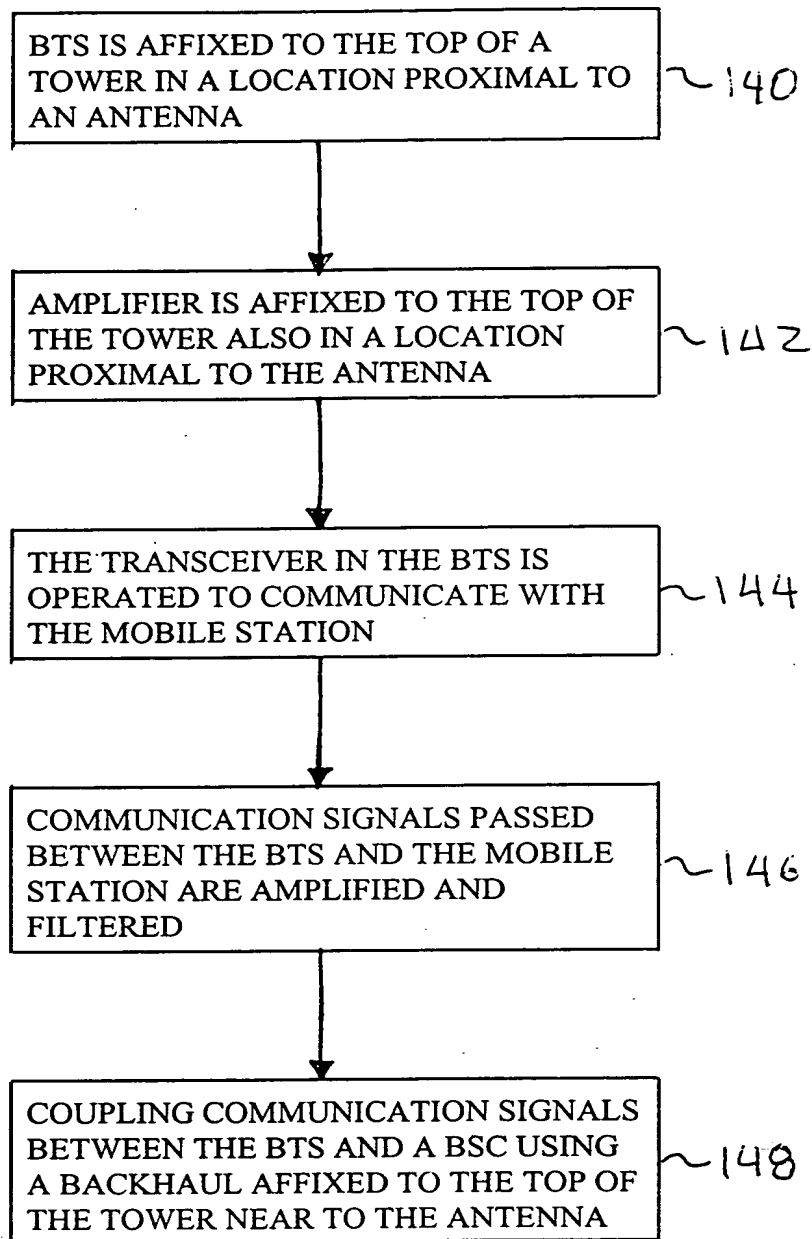 BTS IS AFFIXED TO THE TOP OF A
TOWER IN A LOCATION PROXIMAL TO
AN ANTENNA
140
AMPLIFIER IS AFFIXED TO THE TOP OF
THE TOWER ALSO IN A LOCATION
PROXIMAL TO THE ANTENNA
142
THE TRANSCEIVER IN THE BTS IS
OPERATED TO COMMUNICATE WITH
THE MOBILE STATION
144
COMMUNICATION SIGNALS PASSED
BETWEEN THE BTS AND THE MOBILE
STATION ARE AMPLIFIED AND
FILTERED
146
COUPLING COMMUNICATION SIGNALS
BETWEEN THE BTS AND A BSC USING
A BACKHAUL AFFIXED TO THE TOP OF
THE TOWER NEAR TO THE ANTENNA
148